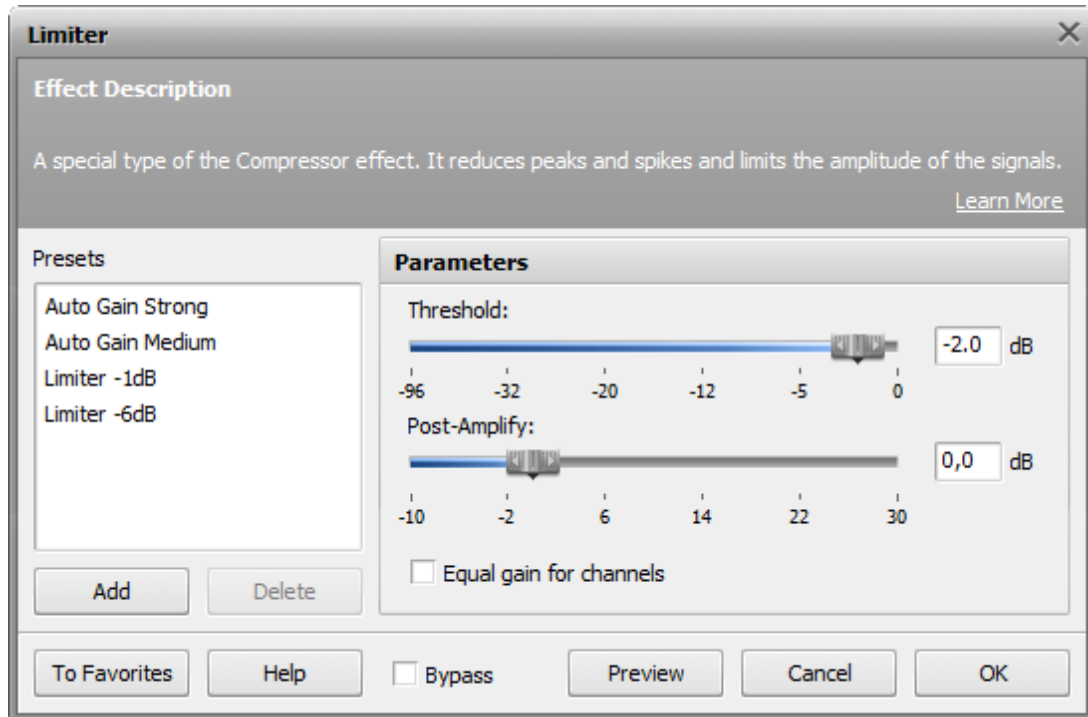 Limiter
Effect Description
A special type of the Compressor effect. It reduces peaks and spikes and limits the amplitude of the signals.
Learn More
Presets
Auto Gain Strong
Auto Gain Medium
Limiter -1dB
Limiter -6dB
Add Delete
Parameters
Threshold:
-2.0 dB
-96 -32 -20 -12 -5 0
Post-Amplify:
0,0 dB
-10 -2 6 14 22 30
Equal gain for channels
To Favorites Help Bypass Preview Cancel OK